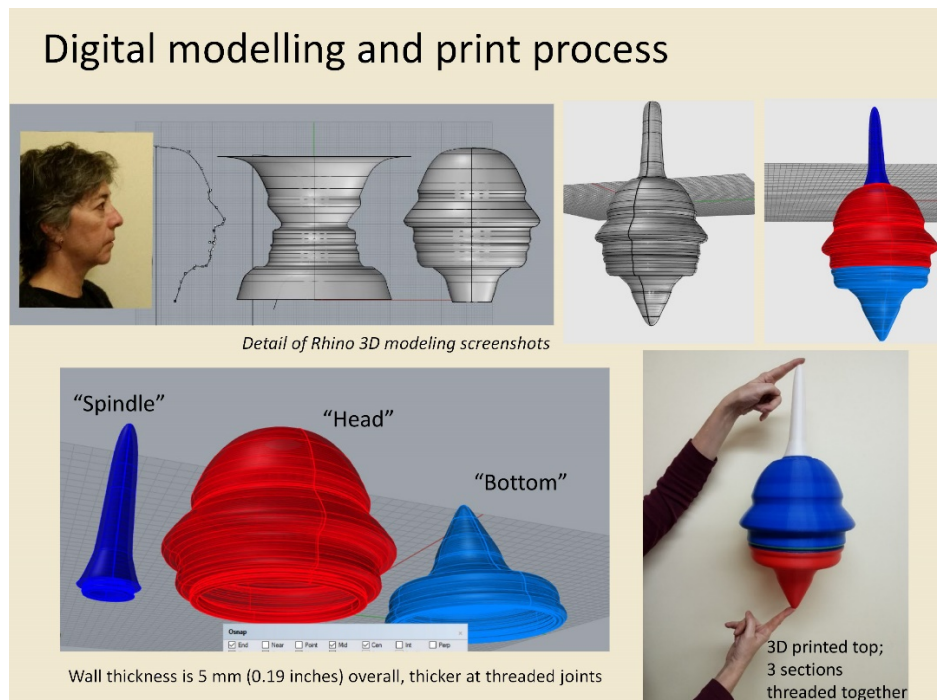 Digital modelling and print process
Detail of Rhino 3D modeling screenshots
“Spindle”
“Head”
“Bottom”
Osnap
End Near Point Mid Cen Int Perp
Wall thickness is 5 mm (0.19 inches) overall, thicker at threaded joints
3D printed top;
3 sections
threaded together